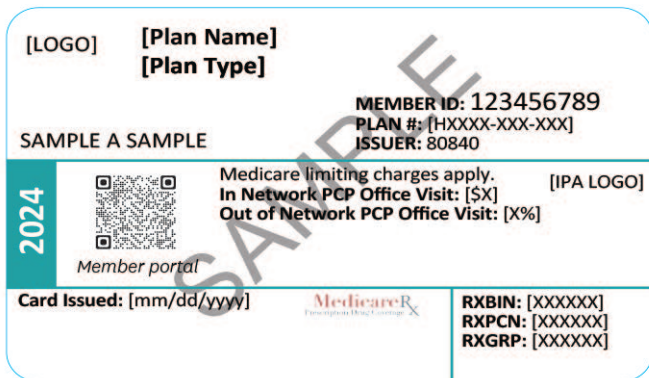 [LOGO]
[Plan Name]
[Plan Type]
MEMBER ID: 123456789
PLAN #: [HXXXX-XXX-XXX]
ISSUER: 80840
SAMPLE A SAMPLE
2024
Medicare limiting charges apply.
In Network PCP Office Visit: [$X]
Out of Network PCP Office Visit: [X%]
[IPA LOGO]
Member portal
SAMPLE
Card Issued: [mm/dd/yyyy]
MedicareRx
Prescription Drug Coverage
RXBIN: [XXXXXX]
RXPCN: [XXXXXX]
RXGRP: [XXXXXX]